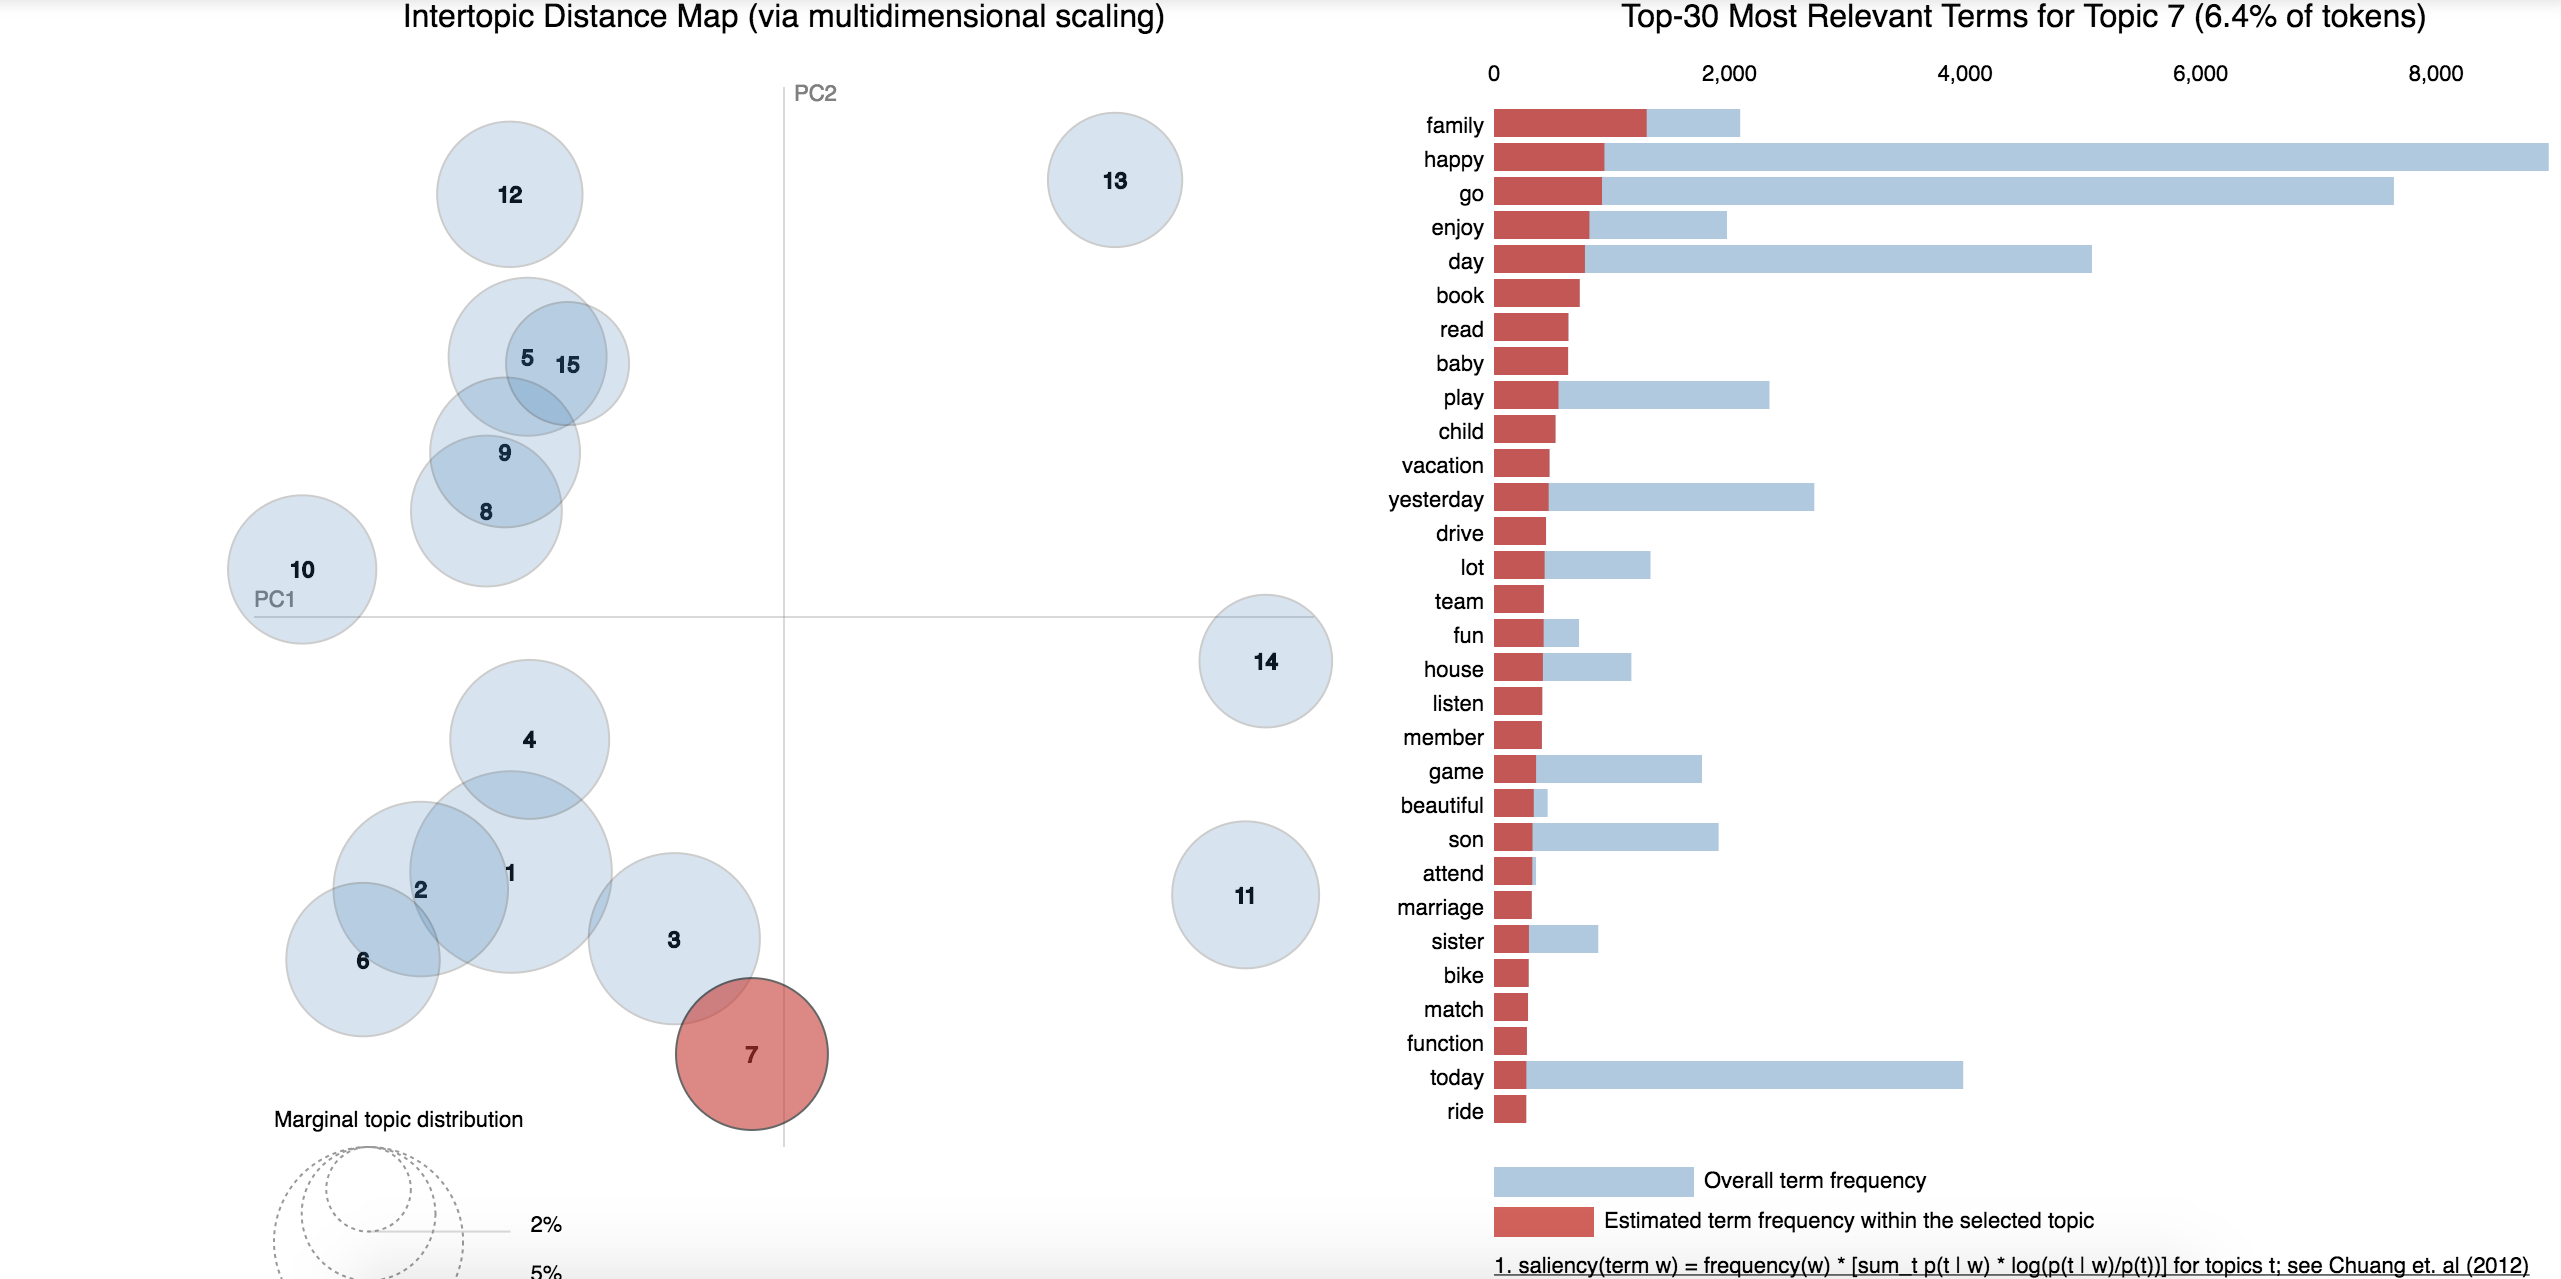 Intertopic Distance Map (via multidimensional scaling)
PC2
12
13
5
15
9
8
10
PC1
14
4
1
2
11
3
6
7
Marginal topic distribution
2%
5%
Top-30 Most Relevant Terms for Topic 7 (6.4% of tokens)
0 2,000 4,000 6,000 8,000
family
happy
go
enjoy
day
book
read
baby
play
child
vacation
yesterday
drive
lot
team
fun
house
listen
member
game
beautiful
son
attend
marriage
sister
bike
match
function
today
ride
Overall term frequency
Estimated term frequency within the selected topic
1. saliency(term w) = frequency(w) * [sum_t p(t | w) * log(p(t | w)/p(t))] for topics t; see Chuang et. al (2012)